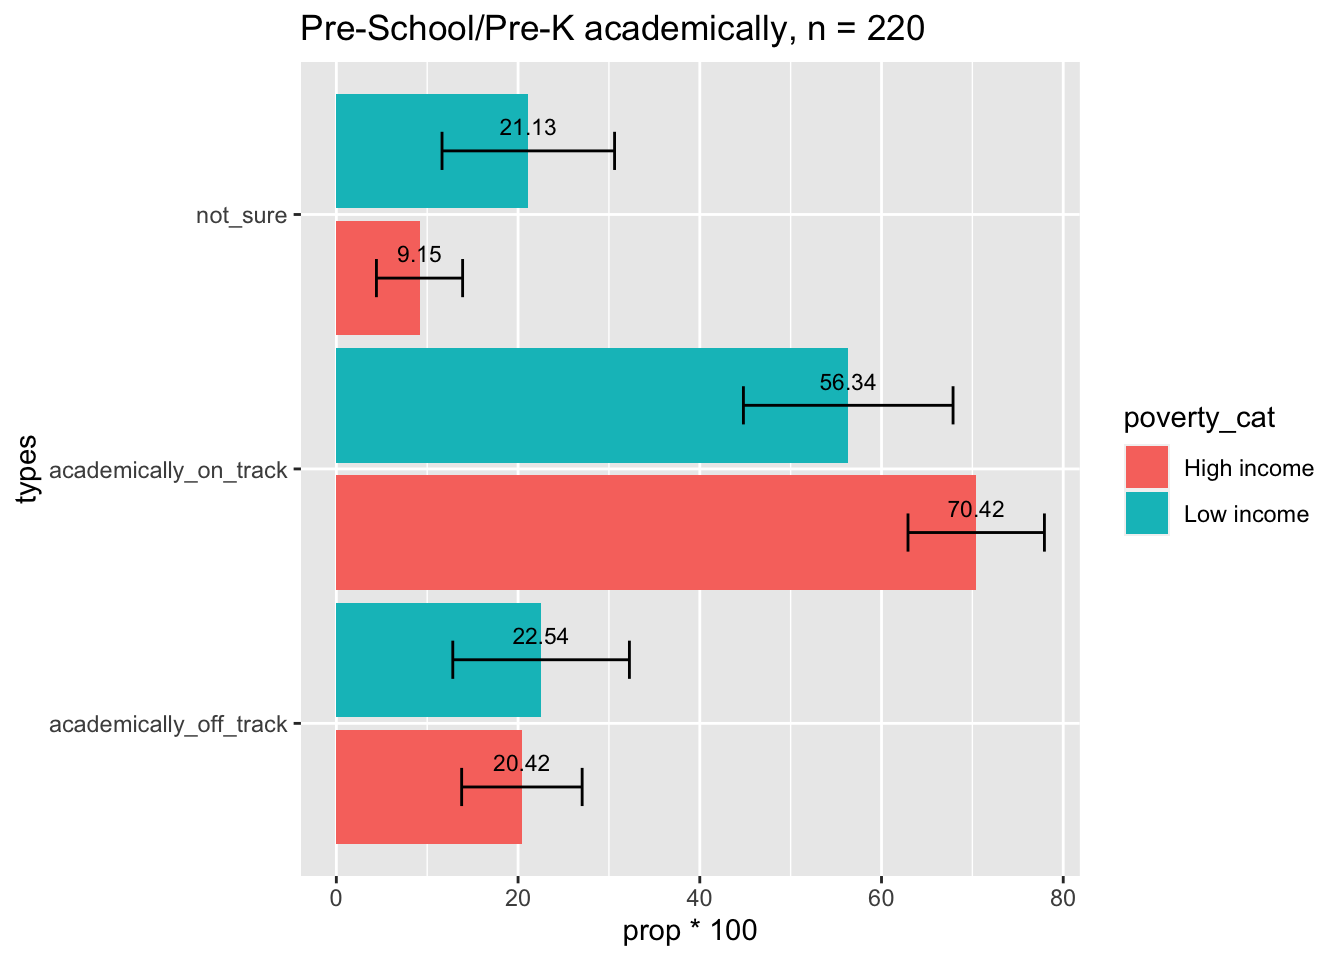 Pre-School/Pre-K academically, n = 220
types
not_sure
academically_on_track
academically_off_track
21.13
9.15
56.34
70.42
22.54
20.42
0 20 40 60 80
prop * 100
poverty_cat
High income
Low income